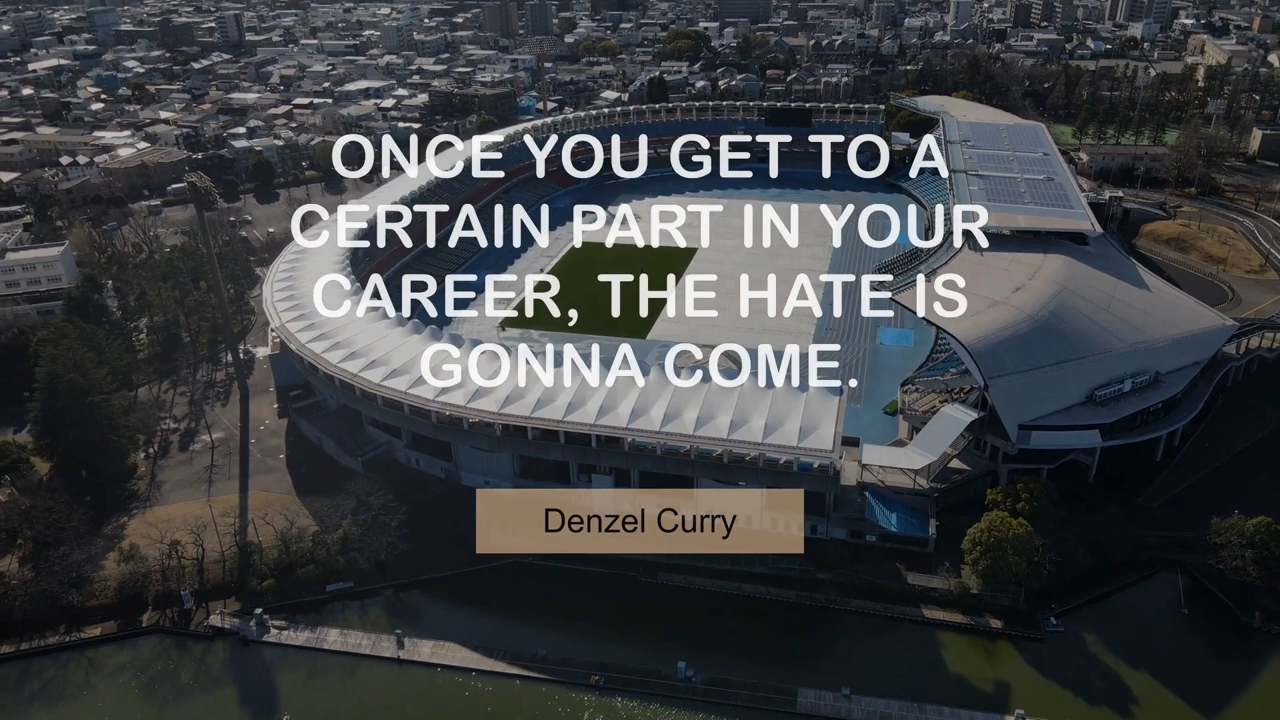 ONCE YOU GET TO A
CERTAIN PART IN YOUR
CAREER, THE HATE IS
GONNA COME.
Denzel Curry